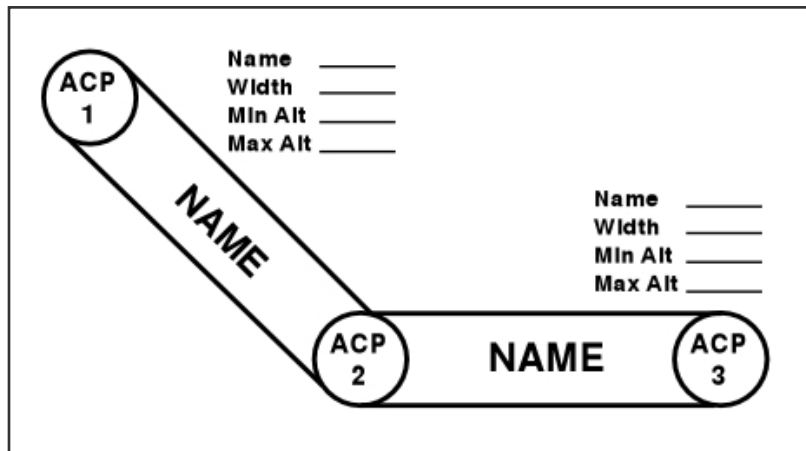 ACP
1
Name
Width
Min Alt
Max Alt
NAME
Name
Width
Min Alt
Max Alt
ACP
2
NAME
ACP
3